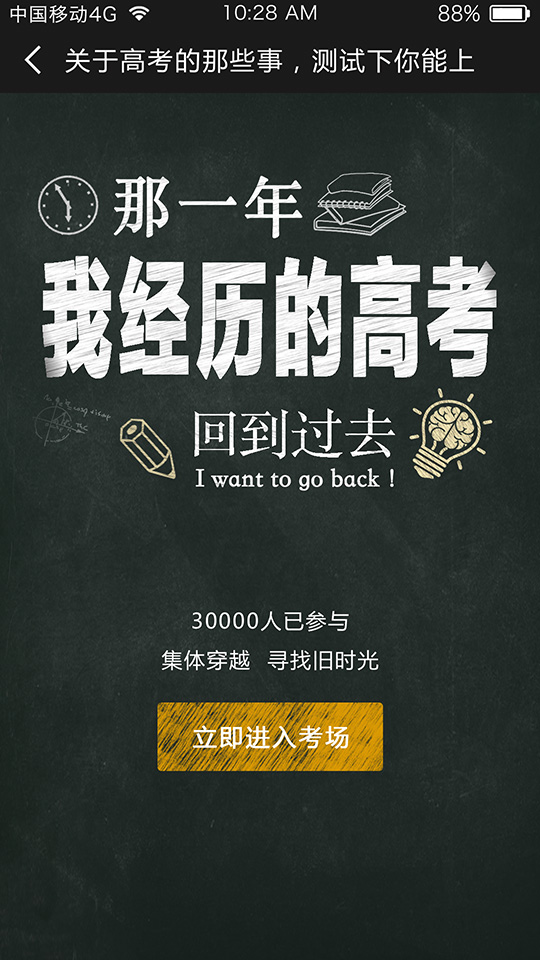 中国移动4G 10:28 AM 88%
关于高考的那些事，测试下你能上
那一年
我经历的高考
回到过去
I want to go back !
30000人已参与
集体穿越 寻找旧时光
立即进入考场